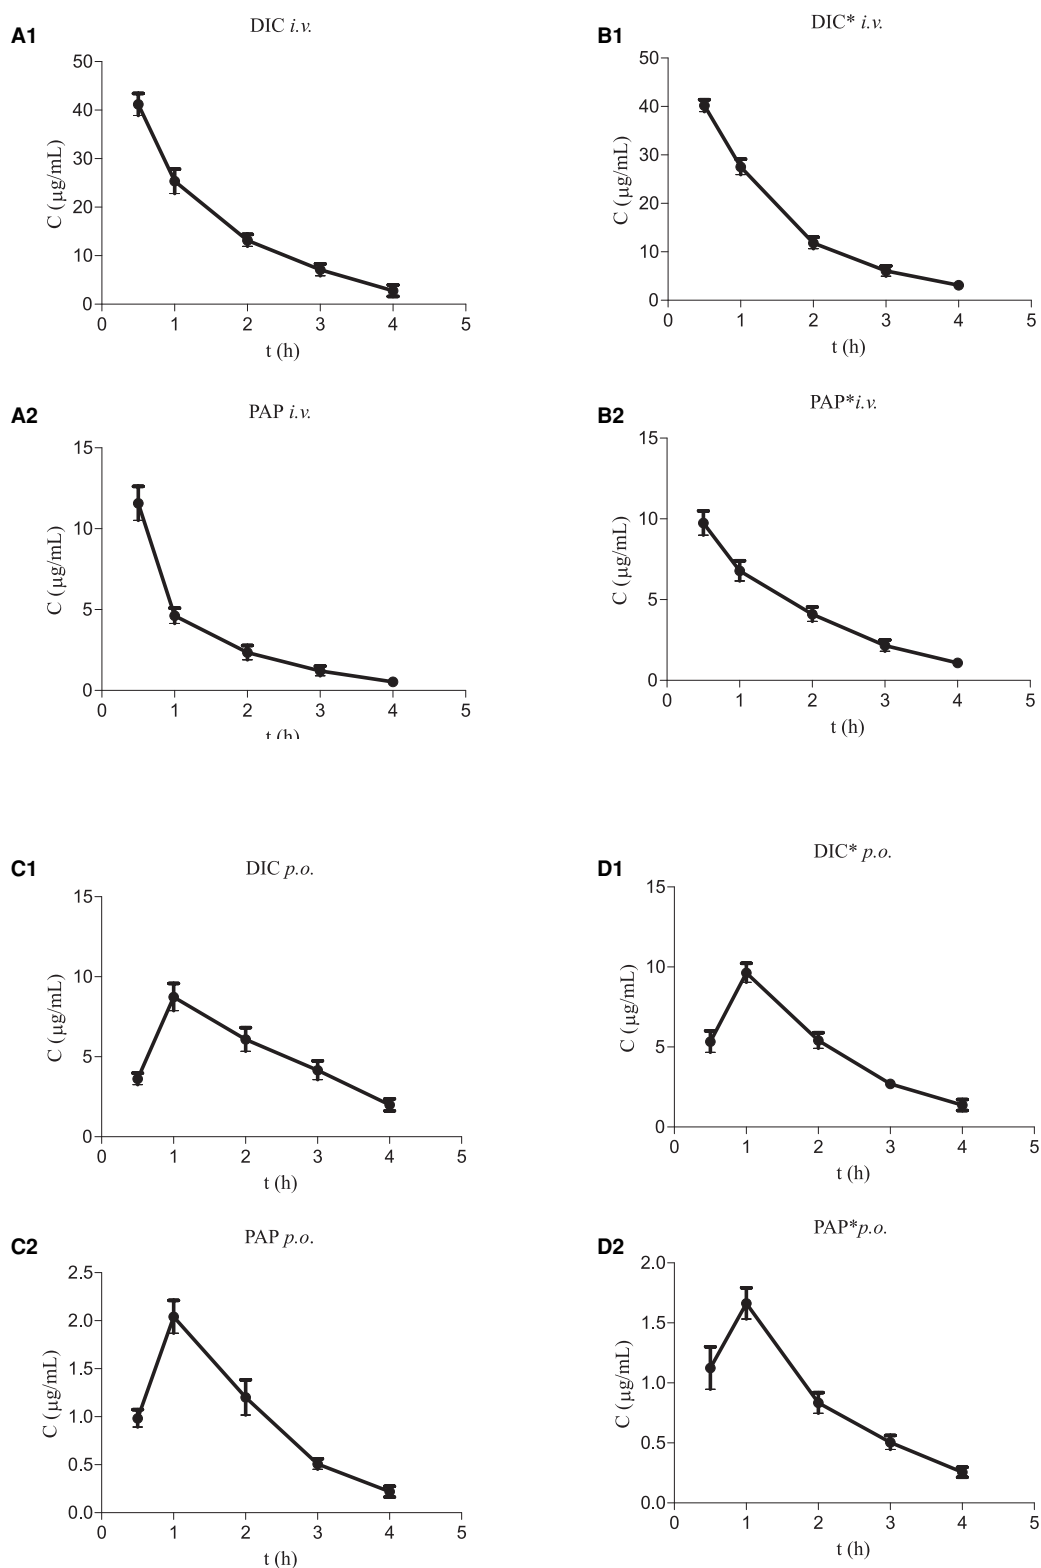 A1
DIC i.v.
50
40
30
20
10
0
C (µg/mL)
0 1 2 3 4 5
t (h)
B1
DIC* i.v.
50
40
30
20
10
0
C (µg/mL)
0 1 2 3 4 5
t (h)
A2
PAP i.v.
15
10
5
0
C (µg/mL)
0 1 2 3 4 5
t (h)
B2
PAP*i.v.
15
10
5
0
C (µg/mL)
0 1 2 3 4 5
t (h)
C1
DIC p.o.
15
10
5
0
C (µg/mL)
0 1 2 3 4 5
t (h)
D1
DIC* p.o.
15
10
5
0
C (µg/mL)
0 1 2 3 4 5
t (h)
C2
PAP p.o.
2.5
2.0
1.5
1.0
0.5
0.0
C (µg/mL)
0 1 2 3 4 5
t (h)
D2
PAP*p.o.
2.0
1.5
1.0
0.5
0.0
C (µg/mL)
0 1 2 3 4 5
t (h)